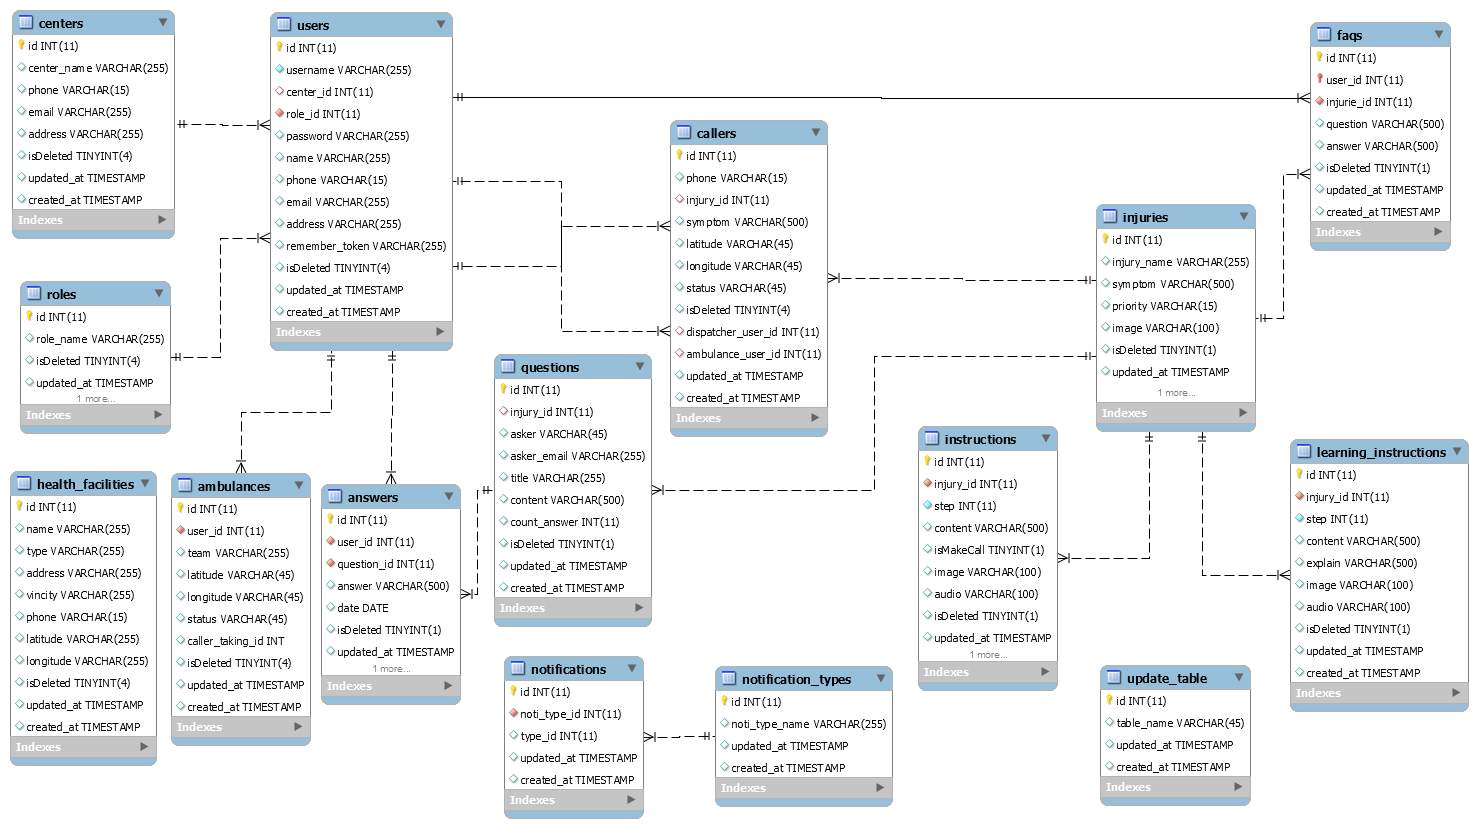 centers
id INT(11)
center_name VARCHAR(255)
phone VARCHAR(15)
email VARCHAR(255)
address VARCHAR(255)
isDeleted TINYINT(4)
updated_at TIMESTAMP
created_at TIMESTAMP
Indexes
users
id INT(11)
username VARCHAR(255)
center_id INT(11)
role_id INT(11)
password VARCHAR(255)
name VARCHAR(255)
phone VARCHAR(15)
email VARCHAR(255)
address VARCHAR(255)
remember_token VARCHAR(255)
isDeleted TINYINT(4)
updated_at TIMESTAMP
created_at TIMESTAMP
Indexes
faqs
id INT(11)
user_id INT(11)
injurie_id INT(11)
question VARCHAR(500)
answer VARCHAR(500)
isDeleted TINYINT(1)
updated_at TIMESTAMP
created_at TIMESTAMP
Indexes
callers
id INT(11)
phone VARCHAR(15)
injury_id INT(11)
symptom VARCHAR(500)
latitude VARCHAR(45)
longitude VARCHAR(45)
status VARCHAR(45)
isDeleted TINYINT(4)
dispatcher_user_id INT(11)
ambulance_user_id INT(11)
updated_at TIMESTAMP
created_at TIMESTAMP
Indexes
injuries
id INT(11)
injury_name VARCHAR(255)
symptom VARCHAR(500)
priority VARCHAR(15)
image VARCHAR(100)
isDeleted TINYINT(1)
updated_at TIMESTAMP
1 more...
Indexes
roles
id INT(11)
role_name VARCHAR(255)
isDeleted TINYINT(4)
updated_at TIMESTAMP
1 more...
Indexes
questions
id INT(11)
injury_id INT(11)
asker VARCHAR(45)
asker_email VARCHAR(255)
title VARCHAR(255)
content VARCHAR(500)
count_answer INT(11)
isDeleted TINYINT(1)
updated_at TIMESTAMP
created_at TIMESTAMP
Indexes
instructions
id INT(11)
injury_id INT(11)
step INT(11)
content VARCHAR(500)
isMakeCall TINYINT(1)
image VARCHAR(100)
audio VARCHAR(100)
isDeleted TINYINT(1)
updated_at TIMESTAMP
1 more...
Indexes
learning_instructions
id INT(11)
injury_id INT(11)
step INT(11)
content VARCHAR(500)
explain VARCHAR(500)
image VARCHAR(100)
audio VARCHAR(100)
isDeleted TINYINT(1)
updated_at TIMESTAMP
created_at TIMESTAMP
Indexes
health_facilities
id INT(11)
name VARCHAR(255)
type VARCHAR(255)
address VARCHAR(255)
vincity VARCHAR(255)
phone VARCHAR(15)
latitude VARCHAR(255)
longitude VARCHAR(255)
isDeleted TINYINT(4)
updated_at TIMESTAMP
created_at TIMESTAMP
Indexes
ambulances
id INT(11)
user_id INT(11)
team VARCHAR(255)
latitude VARCHAR(45)
longitude VARCHAR(45)
status VARCHAR(45)
caller_taking_id INT
isDeleted TINYINT(4)
updated_at TIMESTAMP
created_at TIMESTAMP
Indexes
answers
id INT(11)
user_id INT(11)
question_id INT(11)
answer VARCHAR(500)
date DATE
isDeleted TINYINT(1)
updated_at TIMESTAMP
1 more...
Indexes
notifications
id INT(11)
noti_type_id INT(11)
type_id INT(11)
updated_at TIMESTAMP
created_at TIMESTAMP
Indexes
notification_types
id INT(11)
noti_type_name VARCHAR(255)
updated_at TIMESTAMP
created_at TIMESTAMP
Indexes
update_table
id INT(11)
table_name VARCHAR(45)
updated_at TIMESTAMP
created_at TIMESTAMP
Indexes